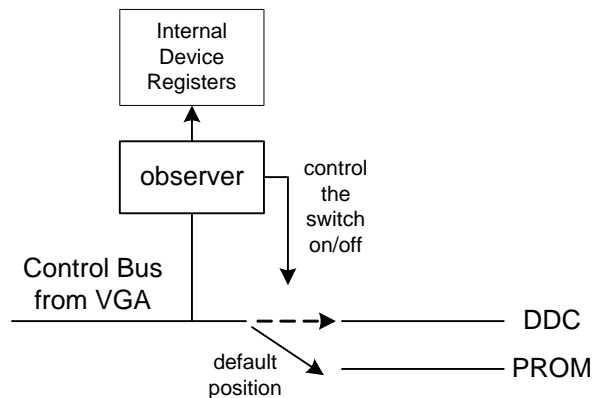 Internal
Device
Registers
observer
control
the
switch
on/off
Control Bus
from VGA
DDC
default
position
PROM